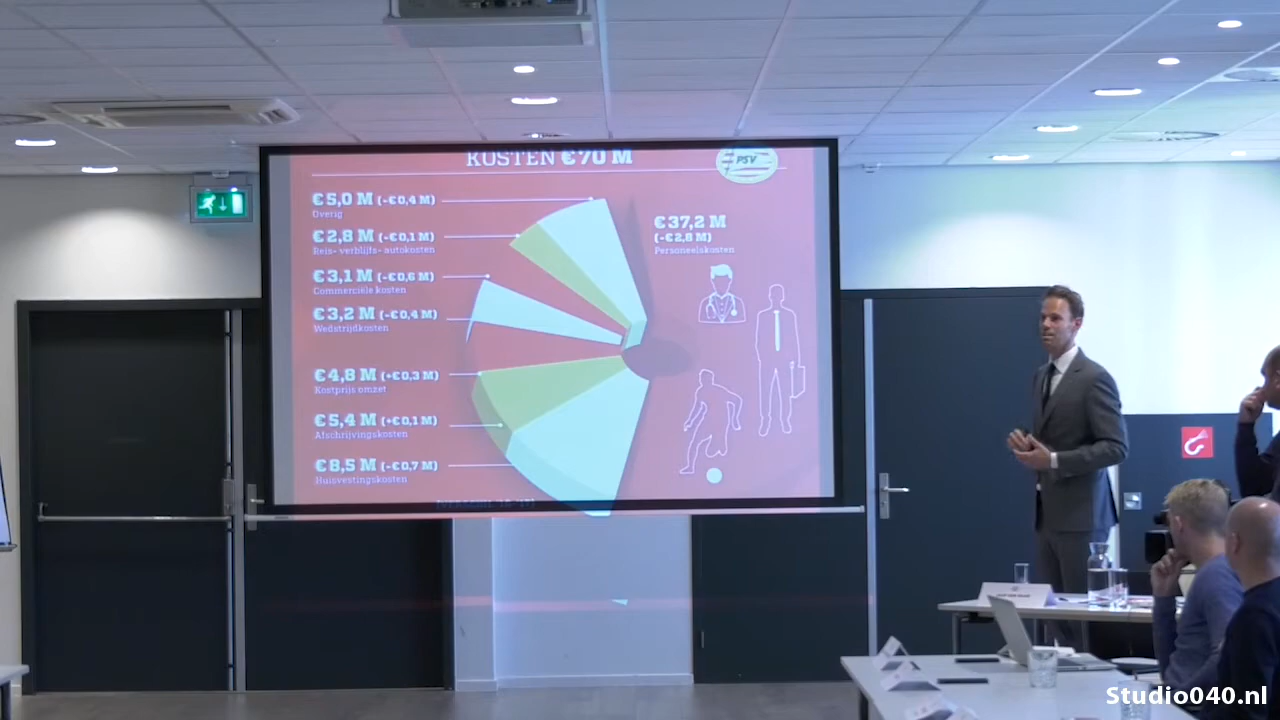 KOSTEN €70 M
PSV
€5,0 M (-€0,4 M)
Overig
€2,8 M (-€0,1 M)
Reis- verblijfs- autokosten
€3,1 M (-€0,6 M)
Commerciële kosten
€3,2 M (-€0,4 M)
Wedstrijdkosten
€4,8 M (+€0,3 M)
Kostprijs omzet
€5,4 M (+€0,1 M)
Afschrijvingskosten
€8,5 M (-€0,7 M)
Huisvestingskosten
€37,2 M
(-€2,8 M)
Personeelskosten
Studio040.nl